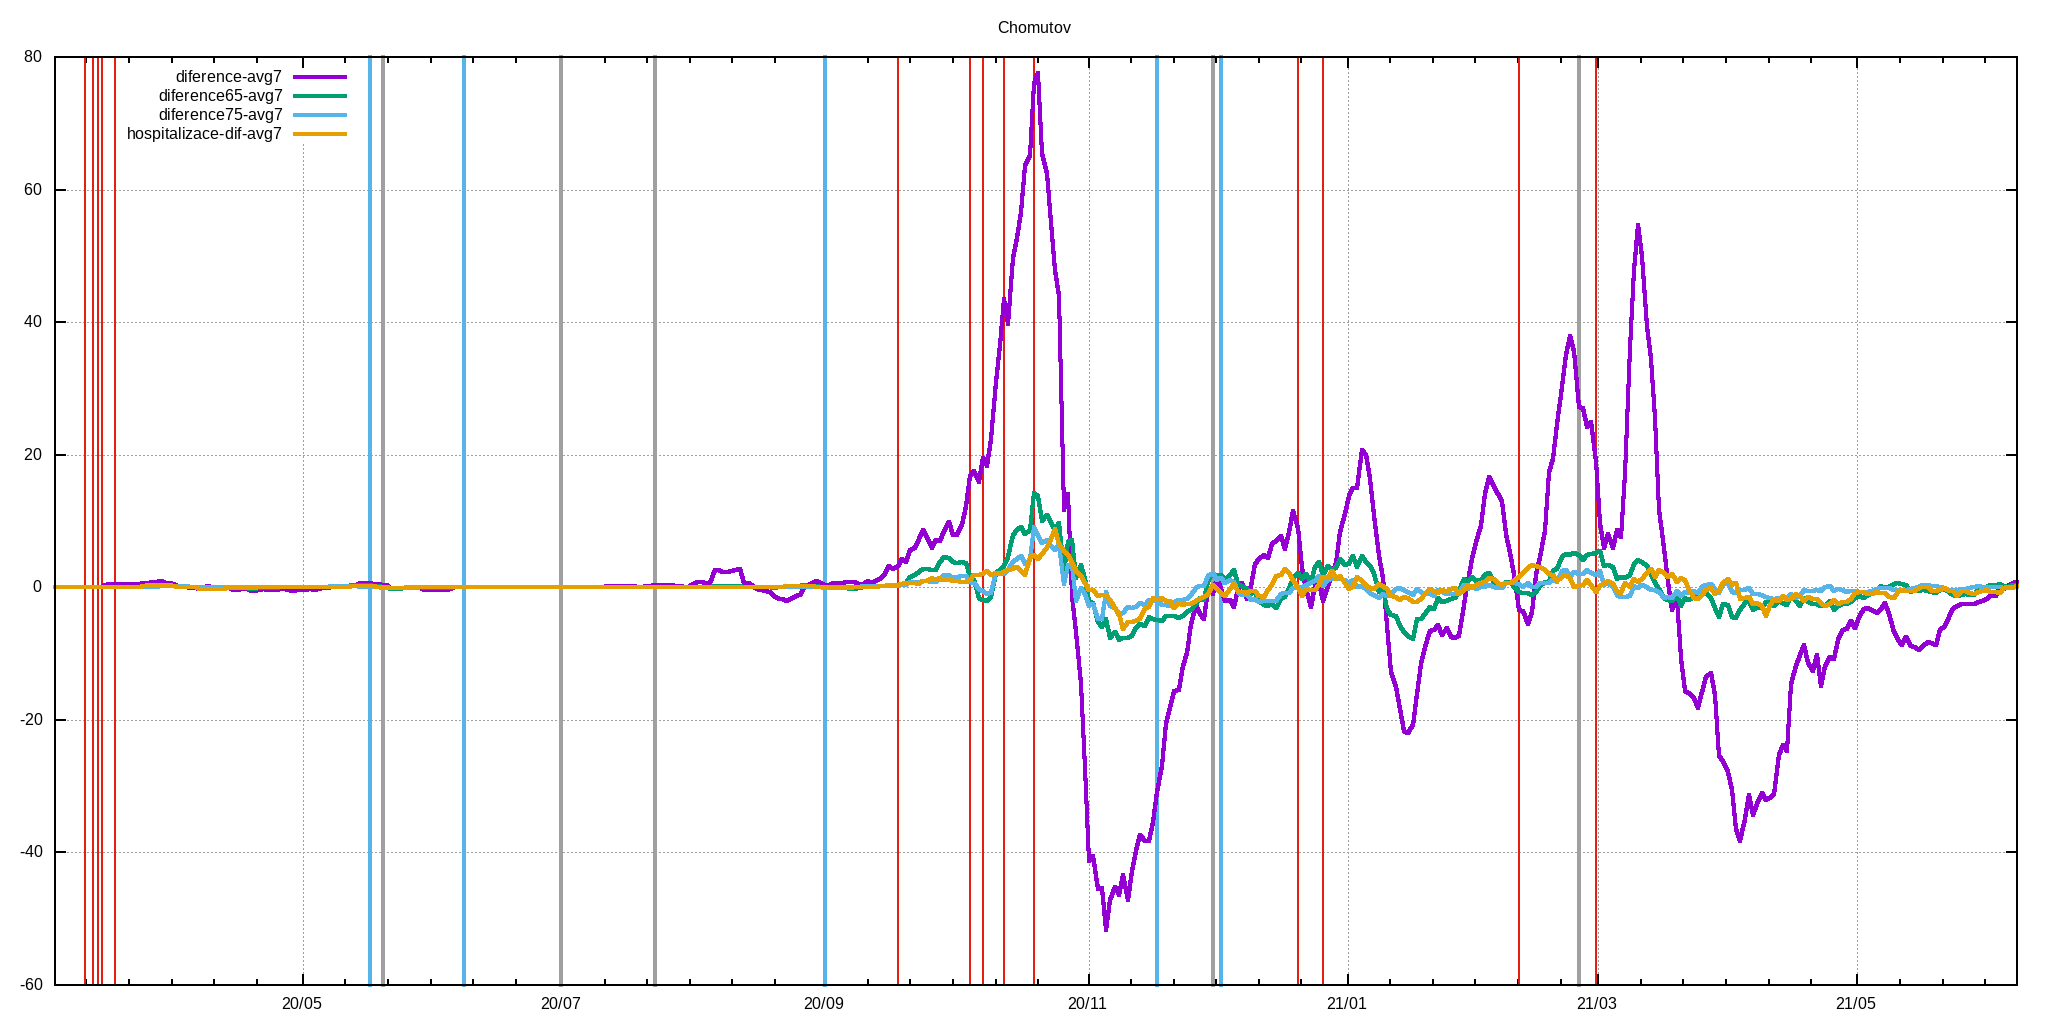 Chomutov
diference-avg7
diference65-avg7
diference75-avg7
hospitalizace-dif-avg7
80
60
40
20
0
-20
-40
-60
20/05 20/07 20/09 20/11 21/01 21/03 21/05